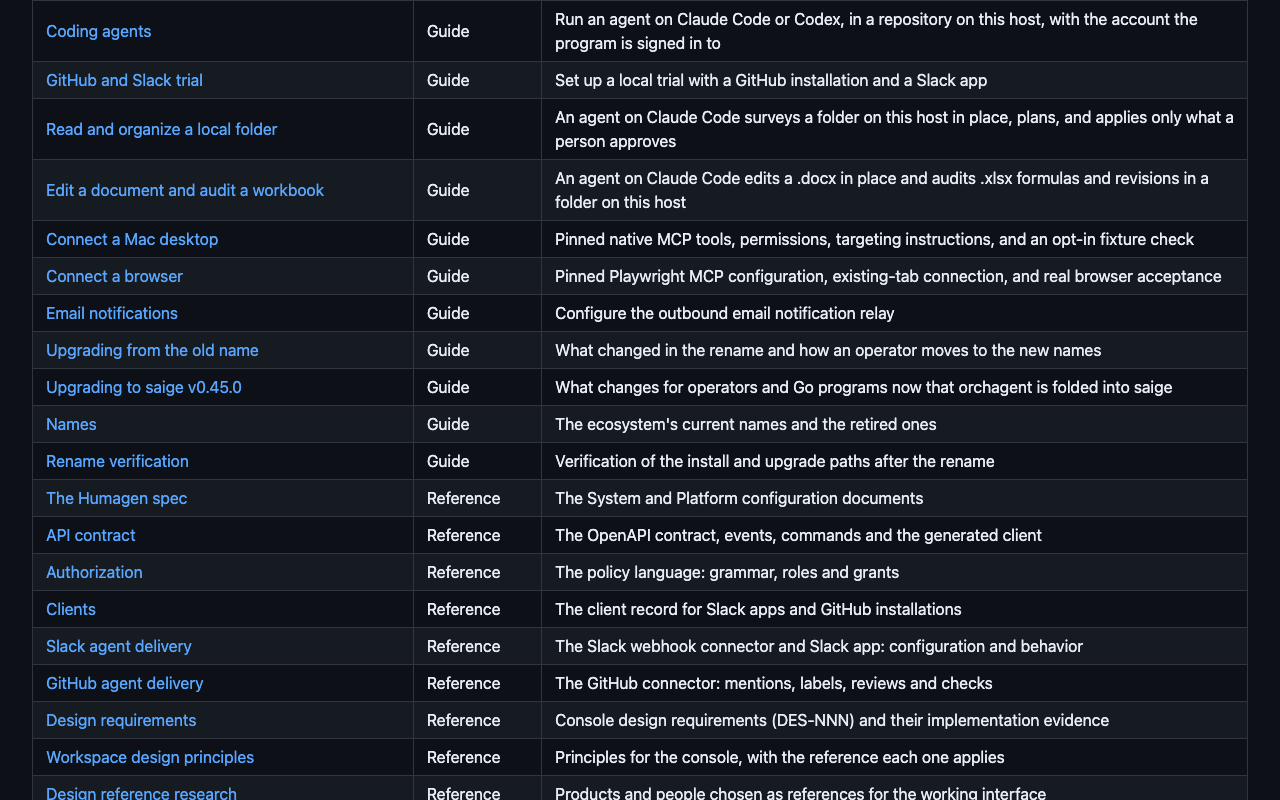 Coding agents
Guide
Run an agent on Claude Code or Codex, in a repository on this host, with the account the
program is signed in to
GitHub and Slack trial
Guide
Set up a local trial with a GitHub installation and a Slack app
Read and organize a local folder
Guide
An agent on Claude Code surveys a folder on this host in place, plans, and applies only what a
person approves
Edit a document and audit a workbook
Guide
An agent on Claude Code edits a .docx in place and audits .xlsx formulas and revisions in a
folder on this host
Connect a Mac desktop
Guide
Pinned native MCP tools, permissions, targeting instructions, and an opt-in fixture check
Connect a browser
Guide
Pinned Playwright MCP configuration, existing-tab connection, and real browser acceptance
Email notifications
Guide
Configure the outbound email notification relay
Upgrading from the old name
Guide
What changed in the rename and how an operator moves to the new names
Upgrading to saige v0.45.0
Guide
What changes for operators and Go programs now that orchagent is folded into saige
Names
Guide
The ecosystem's current names and the retired ones
Rename verification
Guide
Verification of the install and upgrade paths after the rename
The Humagen spec
Reference
The System and Platform configuration documents
API contract
Reference
The OpenAPI contract, events, commands and the generated client
Authorization
Reference
The policy language: grammar, roles and grants
Clients
Reference
The client record for Slack apps and GitHub installations
Slack agent delivery
Reference
The Slack webhook connector and Slack app: configuration and behavior
GitHub agent delivery
Reference
The GitHub connector: mentions, labels, reviews and checks
Design requirements
Reference
Console design requirements (DES-NNN) and their implementation evidence
Workspace design principles
Reference
Principles for the console, with the reference each one applies
Design reference research
Reference
Products and people chosen as references for the working interface